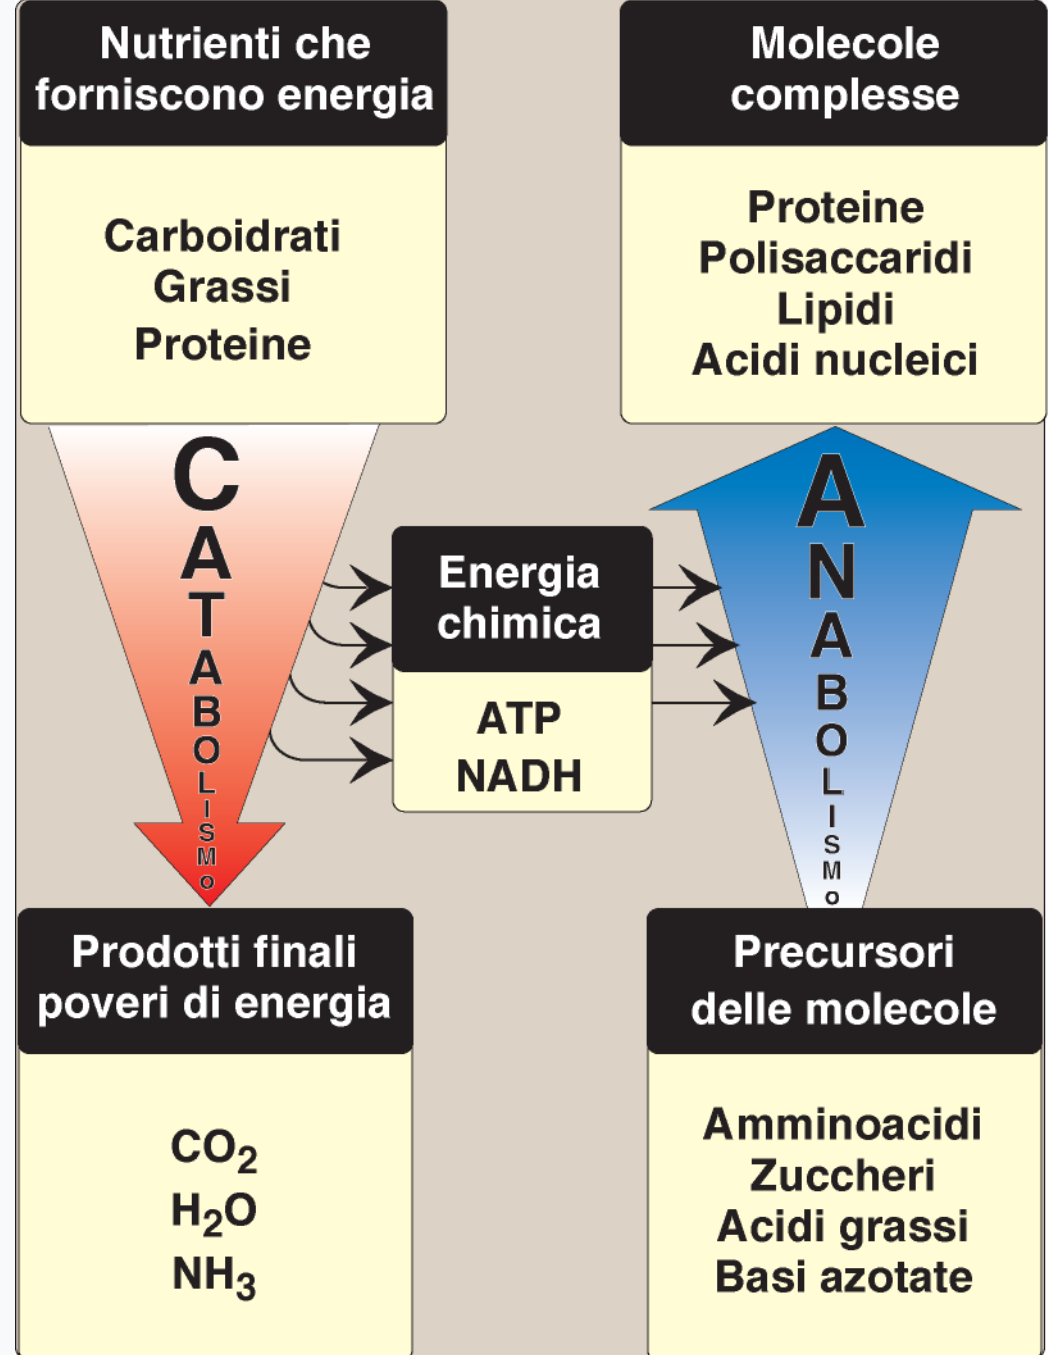 Nutrienti che
forniscono energia
Carboidrati
Grassi
Proteine
Molecole
complesse
Proteine
Polisaccaridi
Lipidi
Acidi nucleici
CATABOLISMO
Energia
chimica
ATP
NADH
ANABOLISMO
Prodotti finali
poveri di energia
CO₂
H₂O
NH₃
Precursori
delle molecole
Amminoacidi
Zuccheri
Acidi grassi
Basi azotate